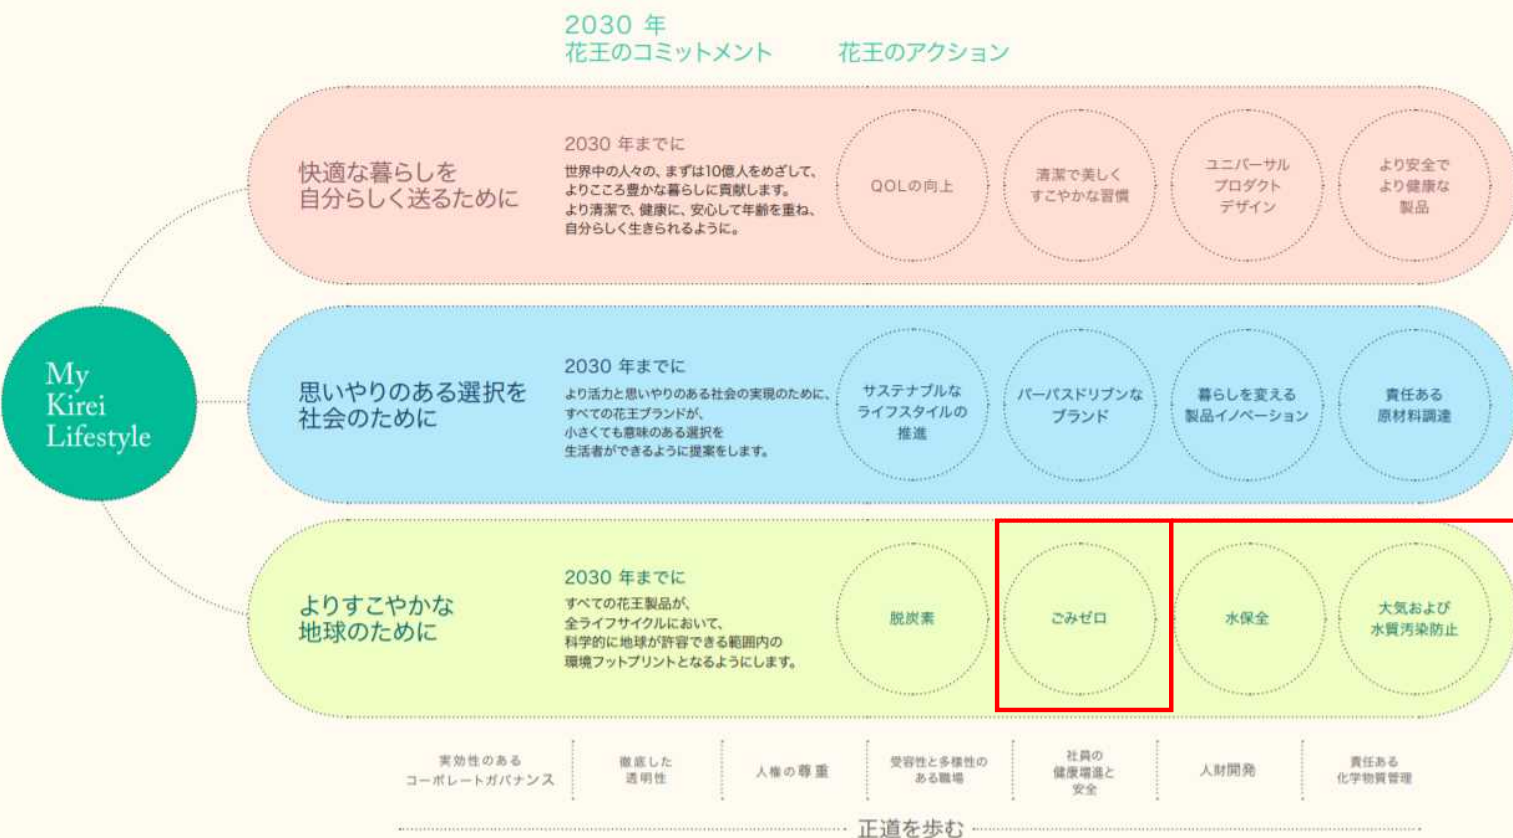 2030 年
花王のコミットメント
花王のアクション
快適な暮らしを
自分らしく送るために
2030 年までに
世界中の人々の、まずは10億人をめざして、
よりこころ豊かな暮らしに貢献します。
より清潔で、健康に、安心して年齢を重ね、
自分らしく生きられるように。
QOLの向上
清潔で美しく
すこやかな習慣
ユニバーサル
プロダクト
デザイン
より安全で
より健康な
製品
My
Kirei
Lifestyle
思いやりのある選択を
社会のために
2030 年までに
より活力と思いやりのある社会の実現のために、
すべての花王ブランドが、
小さくても意味のある選択を
生活者ができるように提案をします。
サステナブルな
ライフスタイルの
推進
パーパスドリブンな
ブランド
暮らしを変える
製品イノベーション
責任ある
原材料調達
よりすこやかな
地球のために
2030 年までに
すべての花王製品が、
全ライフサイクルにおいて、
科学的に地球が許容できる範囲内の
環境フットプリントとなるようにします。
脱炭素
ごみゼロ
水保全
大気および
水質汚染防止
実効性のある
コーポレートガバナンス
徹底した
透明性
人権の尊重
受容性と多様性の
ある職場
社員の
健康増進と
安全
人財開発
責任ある
化学物質管理
正道を歩む